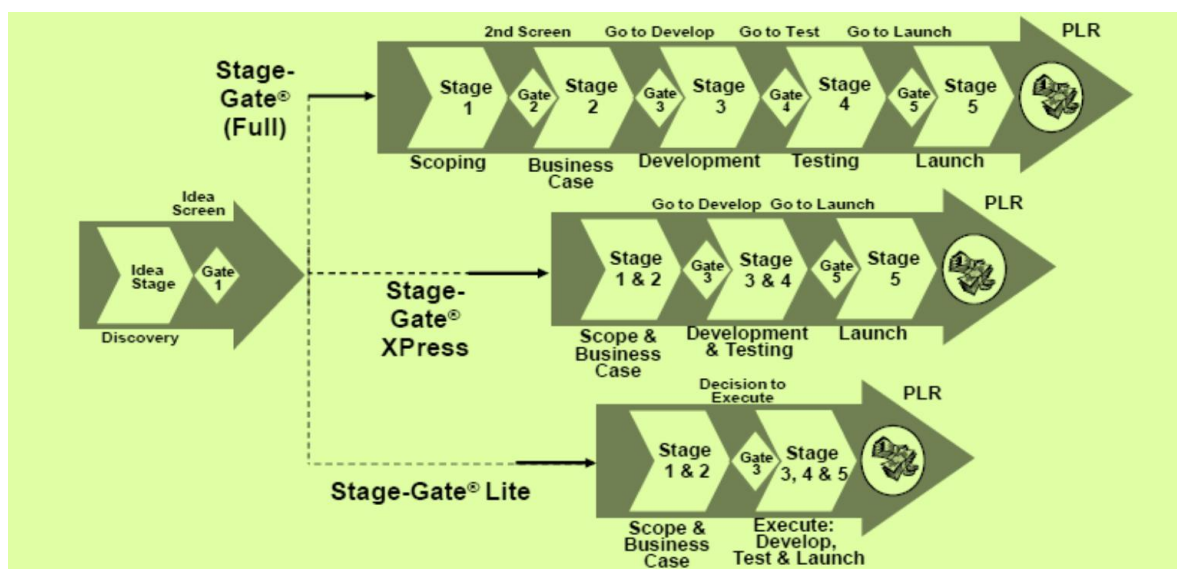 2nd Screen Go to Develop Go to Test Go to Launch PLR
Stage-
Gate®
(Full)
Stage
1
Gate
2
Stage
2
Gate
3
Stage
3
Gate
4
Stage
4
Gate
5
Stage
5
Scoping
Business
Case
Development
Testing
Launch
Idea
Screen
Idea
Stage
Gate
1
Discovery
Go to Develop Go to Launch PLR
Stage-
Gate®
XPress
Stage
1 & 2
Gate
3
Stage
3 & 4
Gate
5
Stage
5
Scope &
Business
Case
Development
& Testing
Launch
Decision to
Execute
PLR
Stage-Gate® Lite
Stage
1 & 2
Gate
3
Stage
3, 4 & 5
Scope &
Business
Case
Execute:
Develop,
Test & Launch